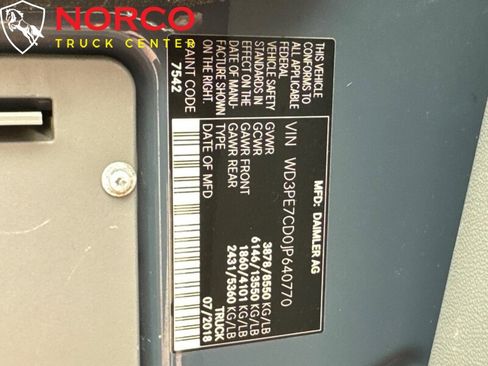 NORCO
TRUCK CENTER
MFD: DAIMLER AG
VIN WD3PE7CD0JP640770
GVWR 3878/8550 KG/LB
GCWR 6146/13550 KG/LB
GAWR FRONT 1860/4101 KG/LB
GAWR REAR 2431/5360 KG/LB
TYPE TRUCK
DATE OF MFD 07/2018
THIS VEHICLE
CONFORMS TO
ALL APPLICABLE
FEDERAL
VEHICLE SAFETY
STANDARDS IN
EFFECT ON THE
DATE OF MANU-
FACTURE SHOWN
ON THE RIGHT.
PAINT CODE
7542